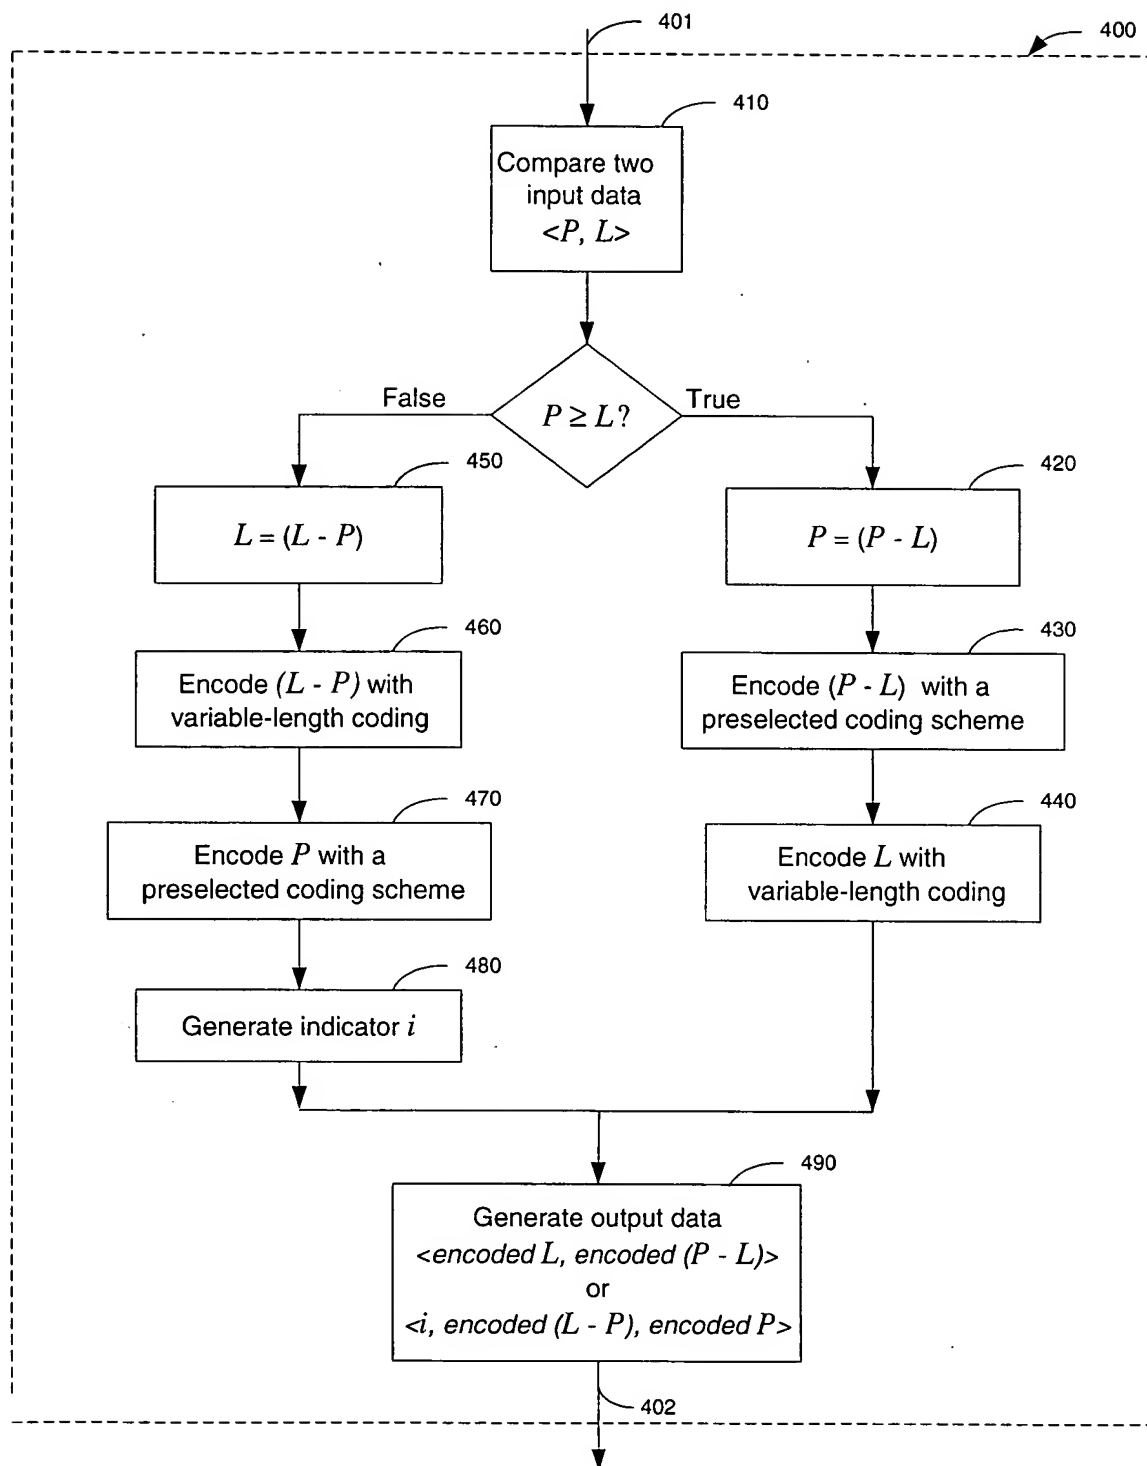 401
400
410
Compare two
input data
<P, L>
False
P ≥ L?
True
450
420
L = (L - P)
P = (P - L)
460
430
Encode (L - P) with
variable-length coding
Encode (P - L) with a
preselected coding scheme
470
440
Encode P with a
preselected coding scheme
Encode L with
variable-length coding
480
Generate indicator i
490
Generate output data
<encoded L, encoded (P - L)>
or
<i, encoded (L - P), encoded P>
402